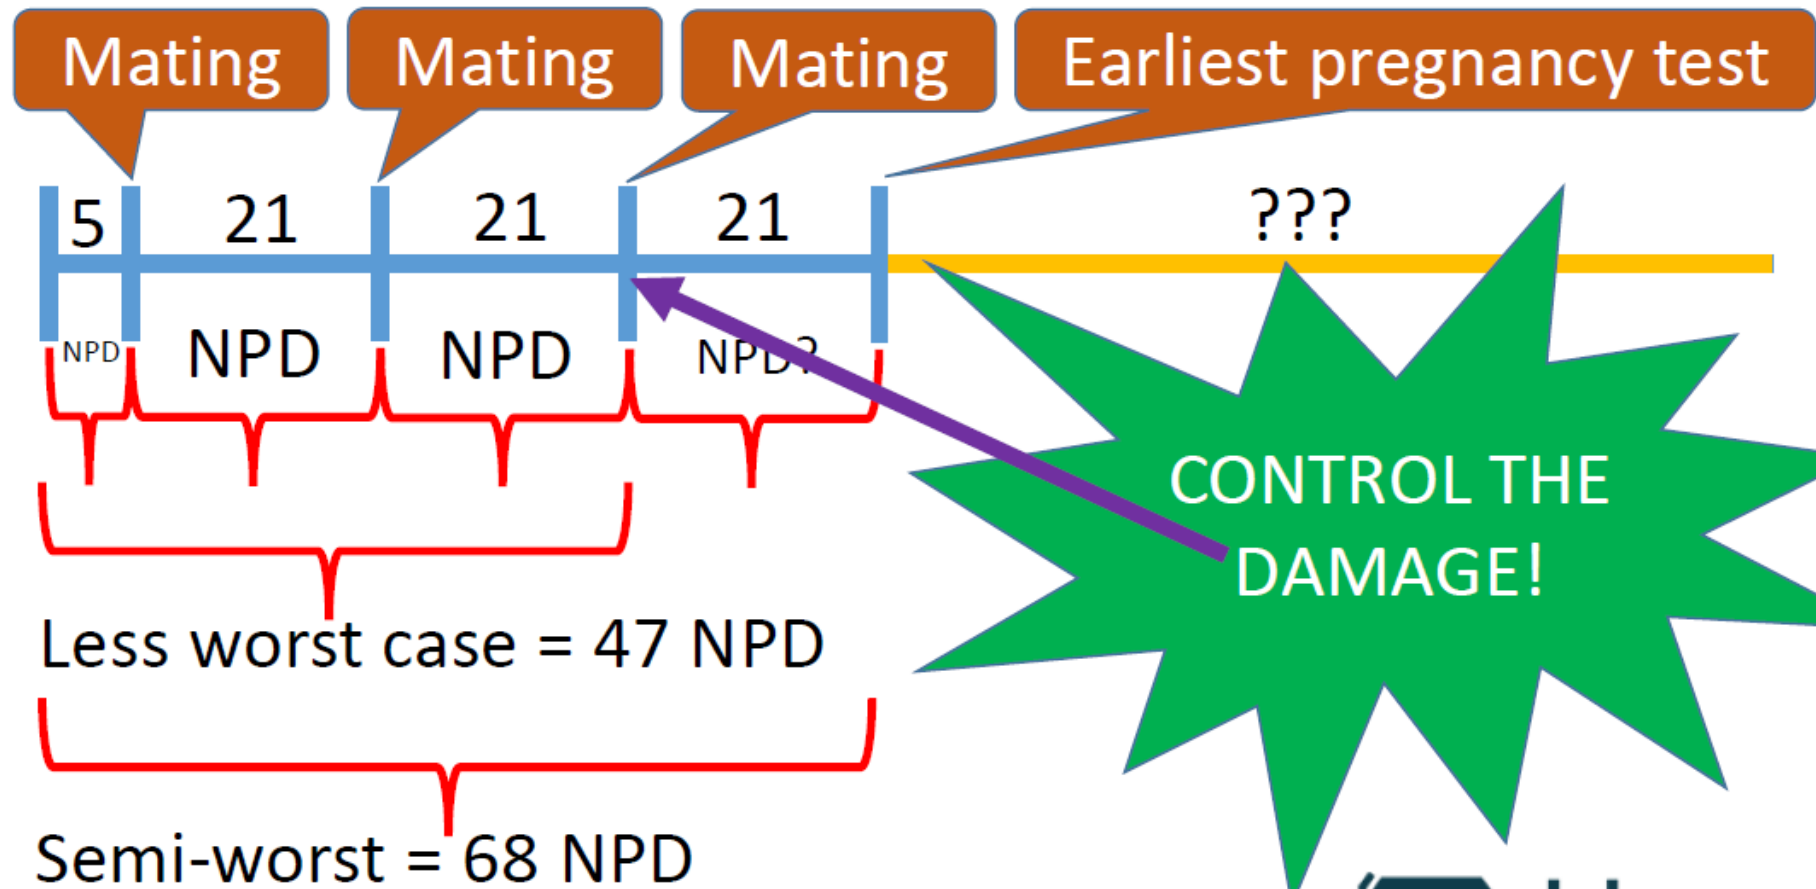 Mating
Mating
Mating
Earliest pregnancy test
5
21
21
21
???
NPD
NPD
NPD
NPD?
CONTROL THE
DAMAGE!
Less worst case = 47 NPD
Semi-worst = 68 NPD